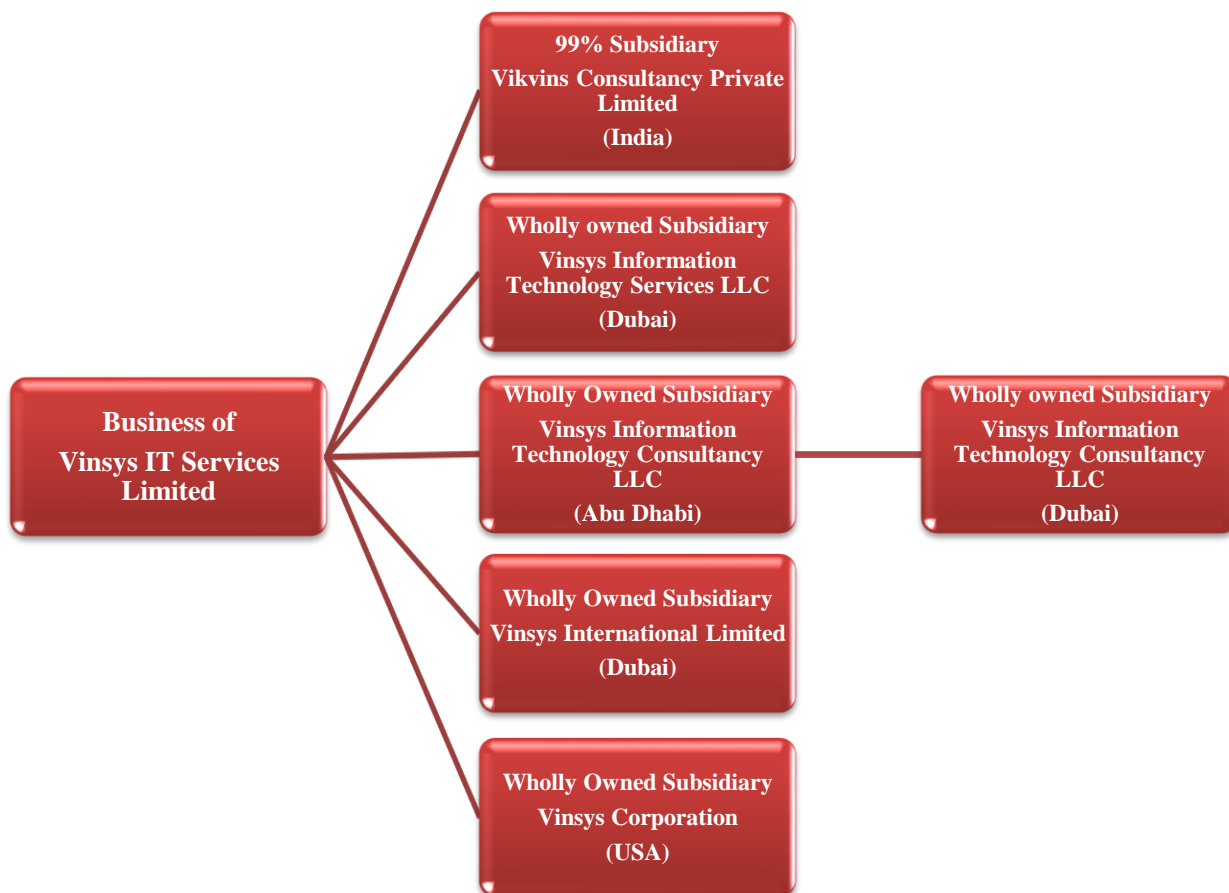 99% Subsidiary
Vikvins Consultancy Private
Limited
(India)
Wholly owned Subsidiary
Vinsys Information
Technology Services LLC
(Dubai)
Business of
Vinsys IT Services
Limited
Wholly Owned Subsidiary
Vinsys Information
Technology Consultancy
LLC
(Abu Dhabi)
Wholly owned Subsidiary
Vinsys Information
Technology Consultancy
LLC
(Dubai)
Wholly Owned Subsidiary
Vinsys International Limited
(Dubai)
Wholly Owned Subsidiary
Vinsys Corporation
(USA)